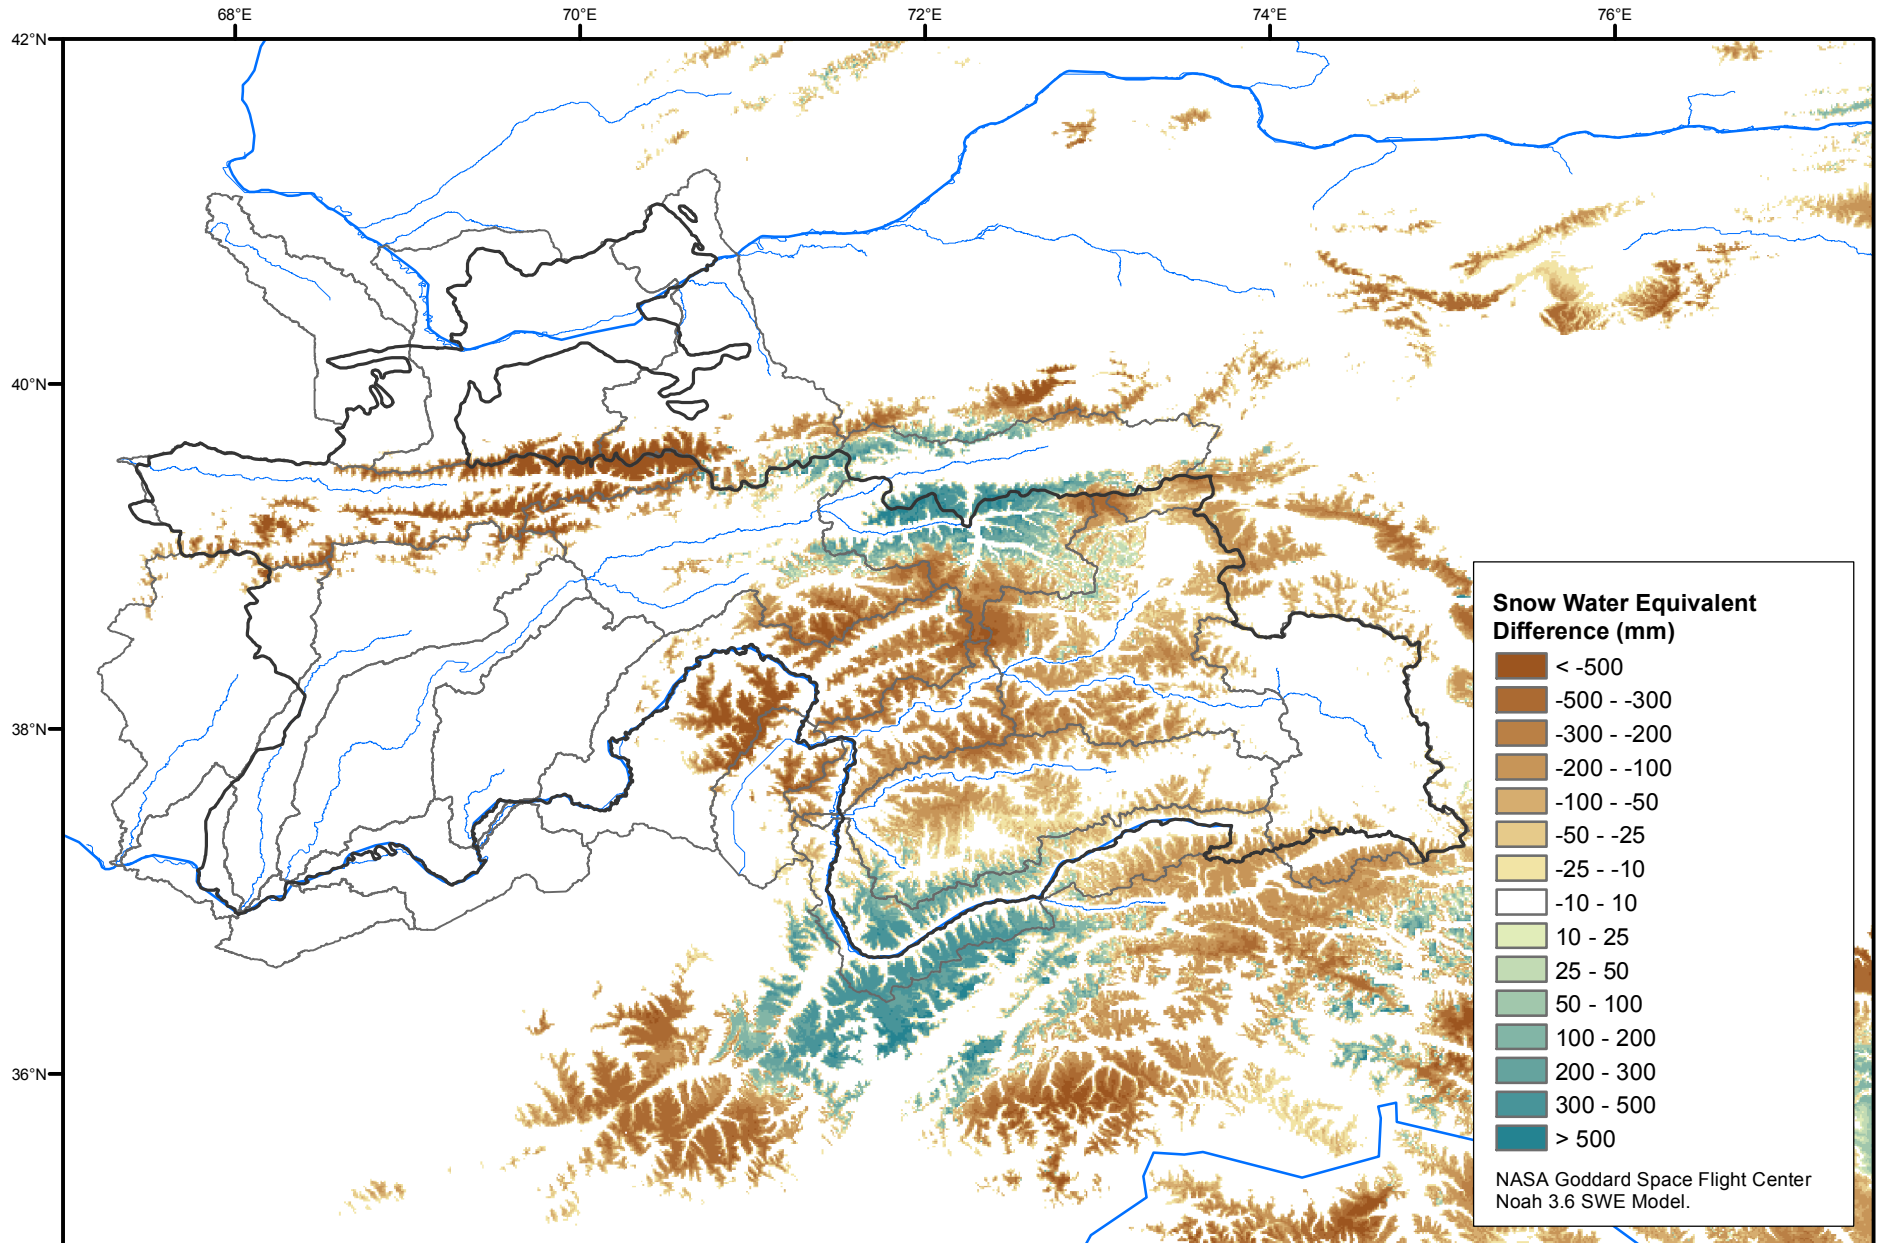 68°E 70°E 72°E 74°E 76°E
42°N
40°N
38°N
36°N
Snow Water Equivalent
Difference (mm)
< -500
-500 - -300
-300 - -200
-200 - -100
-100 - -50
-50 - -25
-25 - -10
-10 - 10
10 - 25
25 - 50
50 - 100
100 - 200
200 - 300
300 - 500
> 500
NASA Goddard Space Flight Center
Noah 3.6 SWE Model.